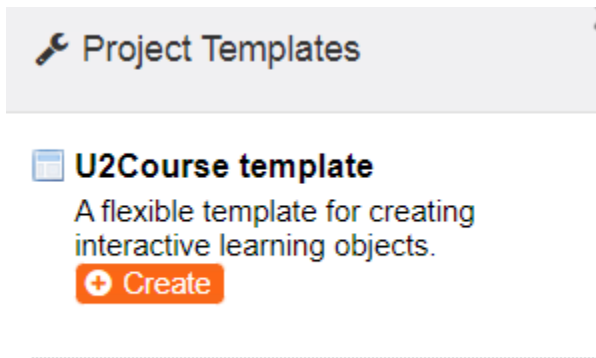 Project Templates
U2Course template
A flexible template for creating
interactive learning objects.
Create